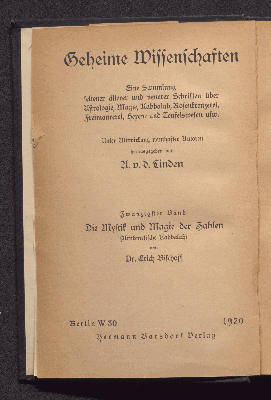 Geheime Wissenschaften
Eine Sammlung
seltener älterer und neuerer Schriften über
Astrologie, Magie, Kabbalah, Rosenkreuzerei,
Freimaurerei, Hexen- und Teufelswesen usw.
Unter Mitwirkung namhafter Autoren
herausgegeben von
A. v. d. Linden
Zwanzigster Band
Die Mystik und Magie der Zahlen
(Arithmetische Kabbalah)
von
Dr. Erich Bischoff
Berlin W 30 1920
Hermann Barsdorf Verlag